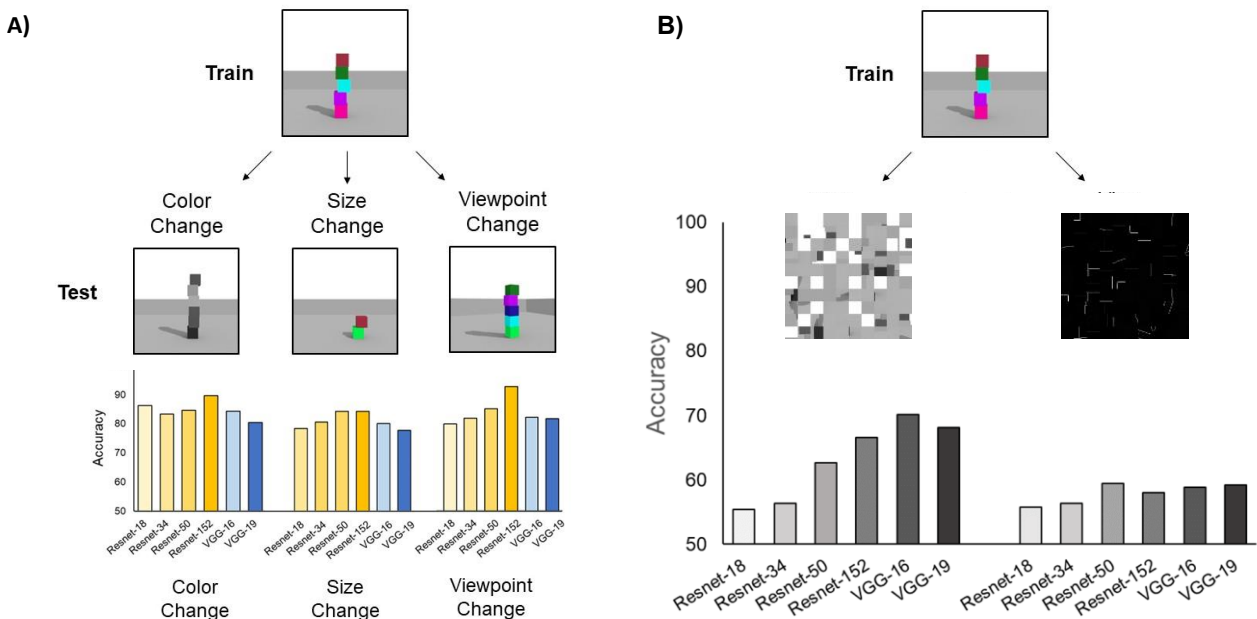 A)
Train
Color
Change
Size
Change
Viewpoint
Change
Test
Accuracy
90
80
70
60
50
Resnet-18
Resnet-34
Resnet-50
Resnet-152
VGG-16
VGG-19
Resnet-18
Resnet-34
Resnet-50
Resnet-152
VGG-16
VGG-19
Resnet-18
Resnet-34
Resnet-50
Resnet-152
VGG-16
VGG-19
Color
Change
Size
Change
Viewpoint
Change
B)
Train
Accuracy
100
90
80
70
60
50
Resnet-18
Resnet-34
Resnet-50
Resnet-152
VGG-16
VGG-19
Resnet-18
Resnet-34
Resnet-50
Resnet-152
VGG-16
VGG-19